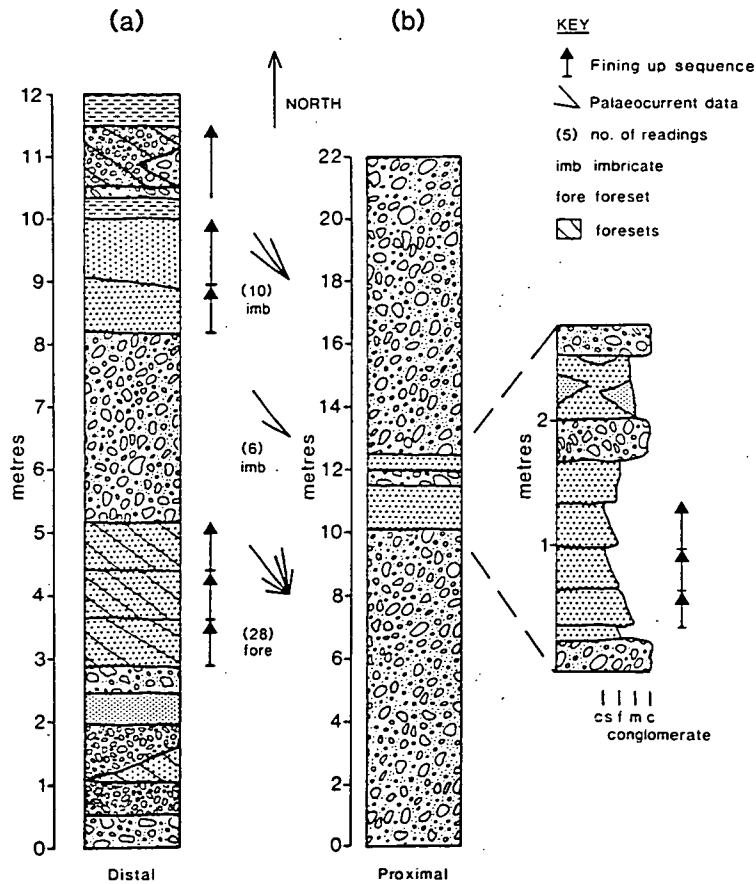 (a)
(b)
KEY
Fining up sequence
Palaeocurrent data
(5) no. of readings
imb imbricate
fore foreset
foresets
NORTH
12
11
10
9
8
7
6
5
4
3
2
1
0
metres
(10)
imb
(6)
imb
(28)
fore
Distal
22
20
18
16
14
12
10
8
6
4
2
0
metres
Proximal
2
1
metres
cs f m c
conglomerate